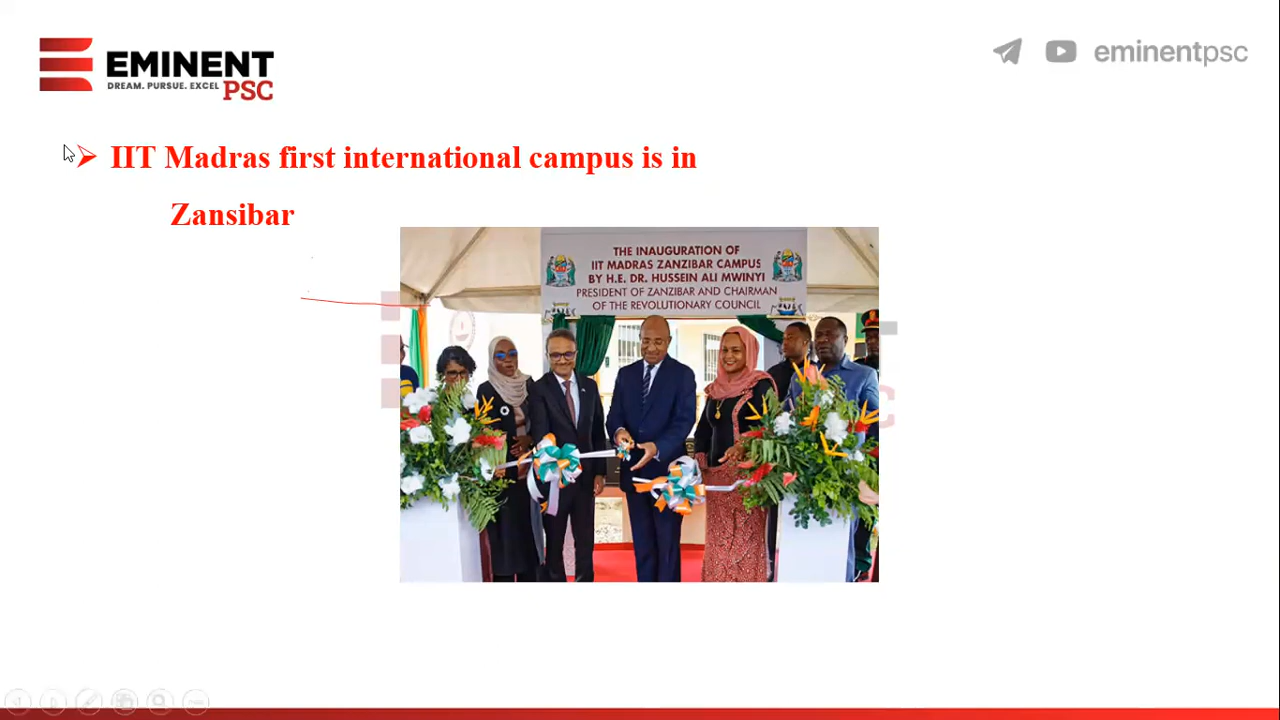 EMINENT
DREAM. PURSUE. EXCEL
PSC
eminentpsc
IIT Madras first international campus is in
Zansibar
THE INAUGURATION OF
IIT MADRAS ZANZIBAR CAMPUS
BY H.E. DR. HUSSEIN ALI MWINYI
PRESIDENT OF ZANZIBAR AND CHAIRMAN
OF THE REVOLUTIONARY COUNCIL